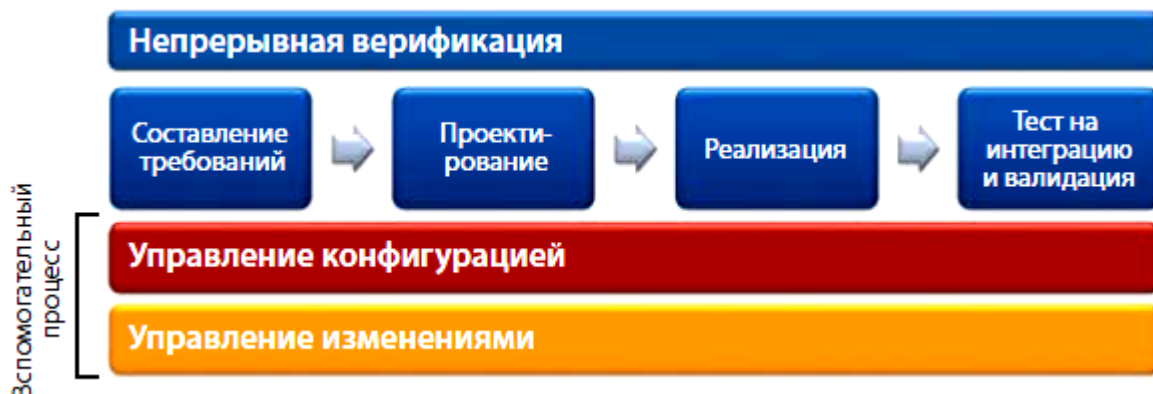 Непрерывная верификация
Составление
требований
Проекти-
рование
Реализация
Тест на
интеграцию
и валидация
Вспомогательный
процесс
Управление конфигурацией
Управление изменениями